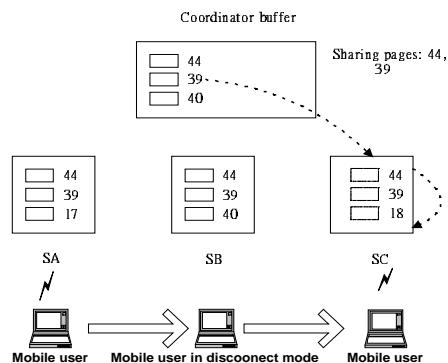 Coordinator buffer
44
39
40
Sharing pages: 44,
39
44
39
17
44
39
40
44
39
18
SA
SB
SC
Mobile user
Mobile user in discoonect mode
Mobile user